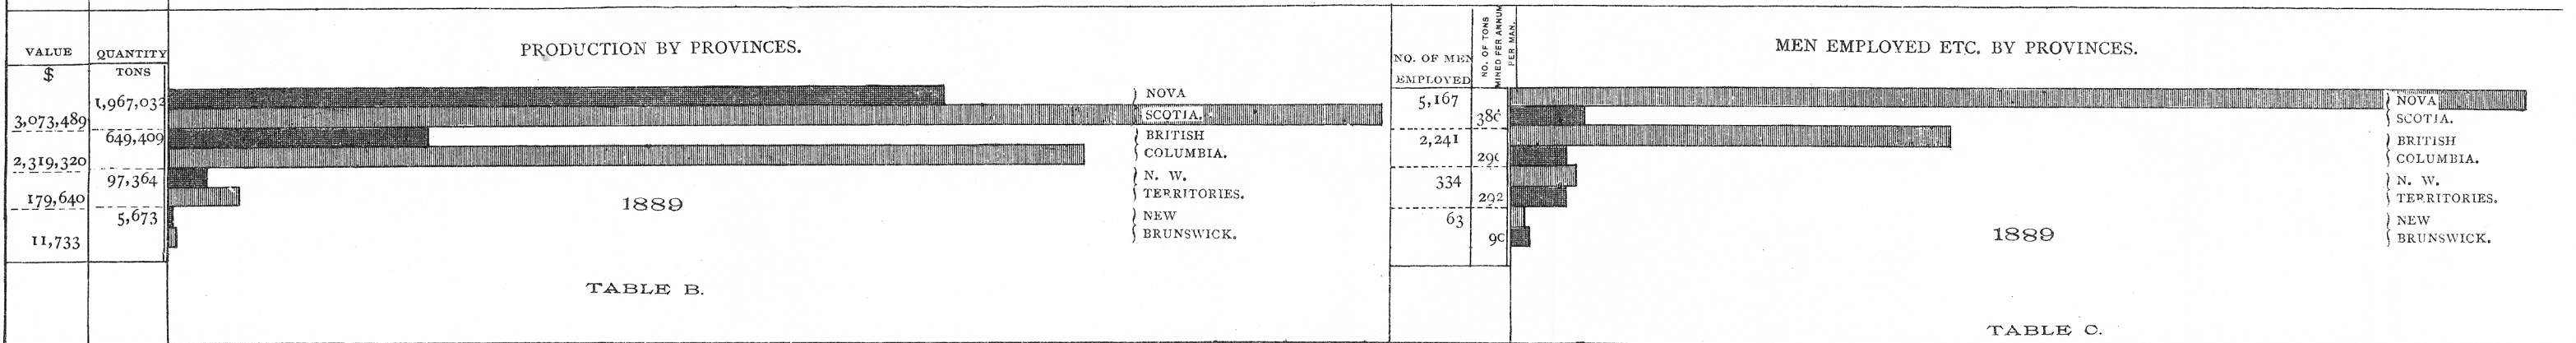 VALUE
QUANTITY
PRODUCTION BY PROVINCES.
$
TONS
1,967,032
NOVA
3,073,489
SCOTIA.
649,409
BRITISH
2,319,320
COLUMBIA.
97,364
N. W.
179,640
TERRITORIES.
1889
5,673
NEW
11,733
BRUNSWICK.
TABLE B.
NO. OF MEN
EMPLOYED
NO. OF TONS
MINED PER ANNUM
PER MAN.
MEN EMPLOYED ETC. BY PROVINCES.
5,167
NOVA
SCOTIA.
2,241
BRITISH
COLUMBIA.
334
N. W.
292
TERRITORIES.
63
NEW
90
BRUNSWICK.
1889
TABLE C.